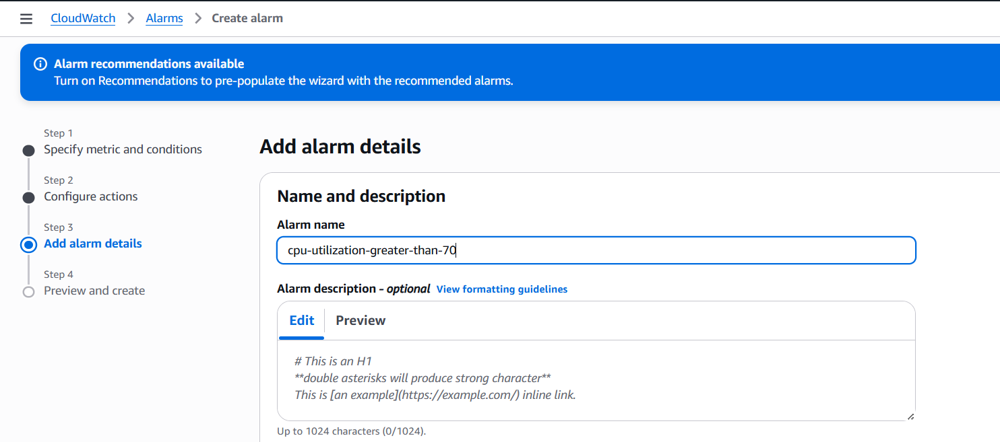 CloudWatch > Alarms > Create alarm
Alarm recommendations available
Turn on Recommendations to pre-populate the wizard with the recommended alarms.
Step 1
Specify metric and conditions
Step 2
Configure actions
Step 3
Add alarm details
Step 4
Preview and create
Add alarm details
Name and description
Alarm name
cpu-utilization-greater-than-70
Alarm description - optional View formatting guidelines
Edit Preview
# This is an H1
**double asterisks will produce strong character**
This is [an example](https://example.com/) inline link.
Up to 1024 characters (0/1024).